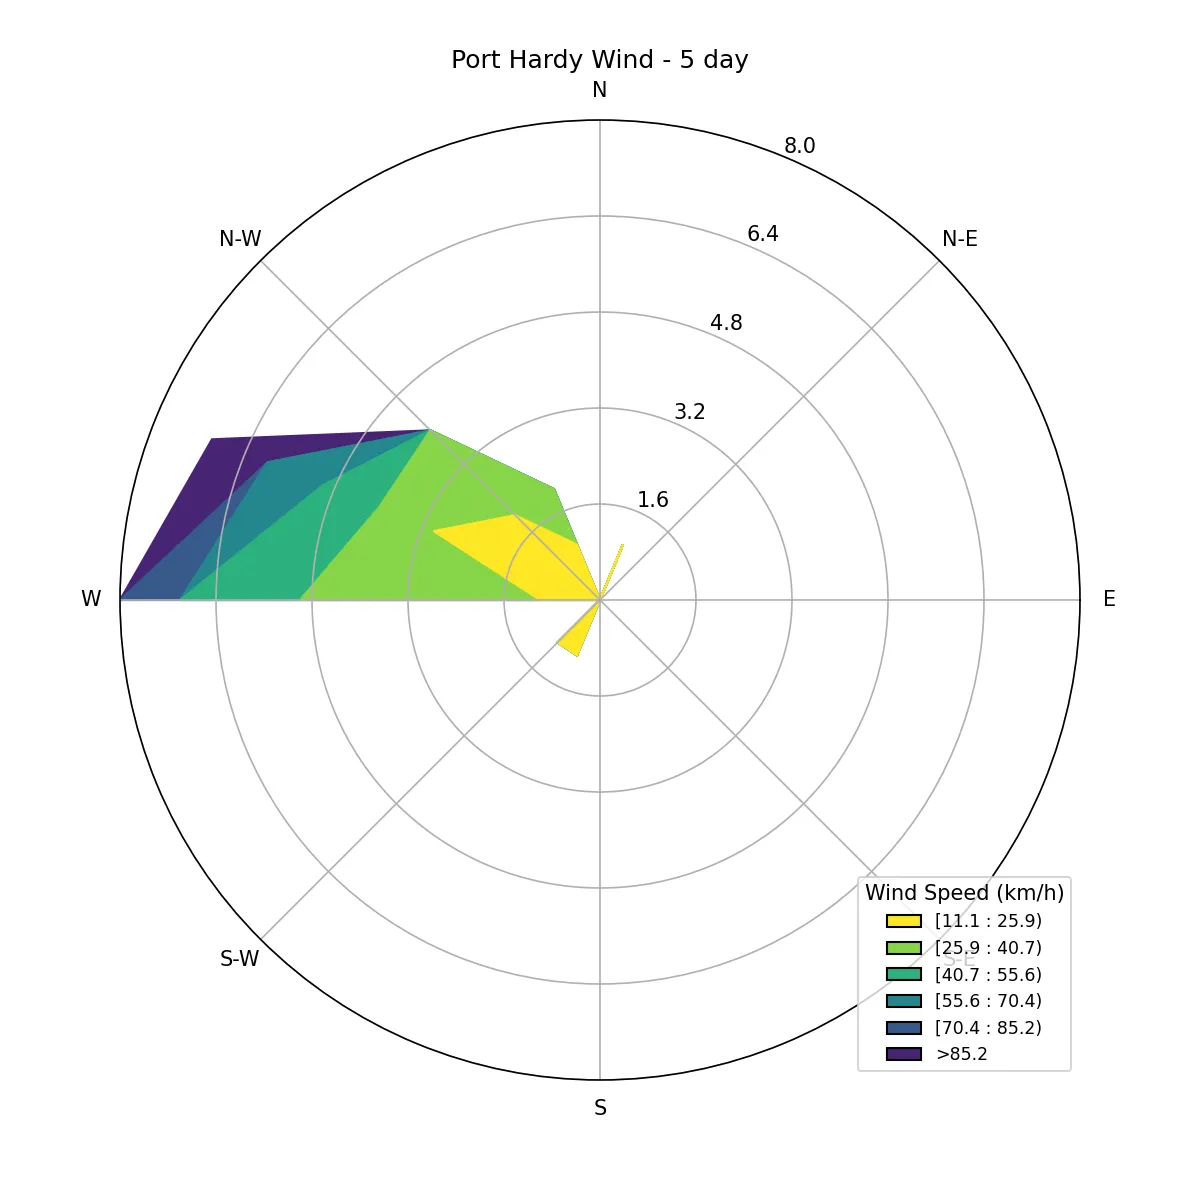 Port Hardy Wind - 5 day
N
8.0
N-W
6.4
N-E
4.8
3.2
1.6
W
E
S-W
S-E
S
Wind Speed (km/h)
[11.1 : 25.9)
[25.9 : 40.7)
[40.7 : 55.6)
[55.6 : 70.4)
[70.4 : 85.2)
>85.2